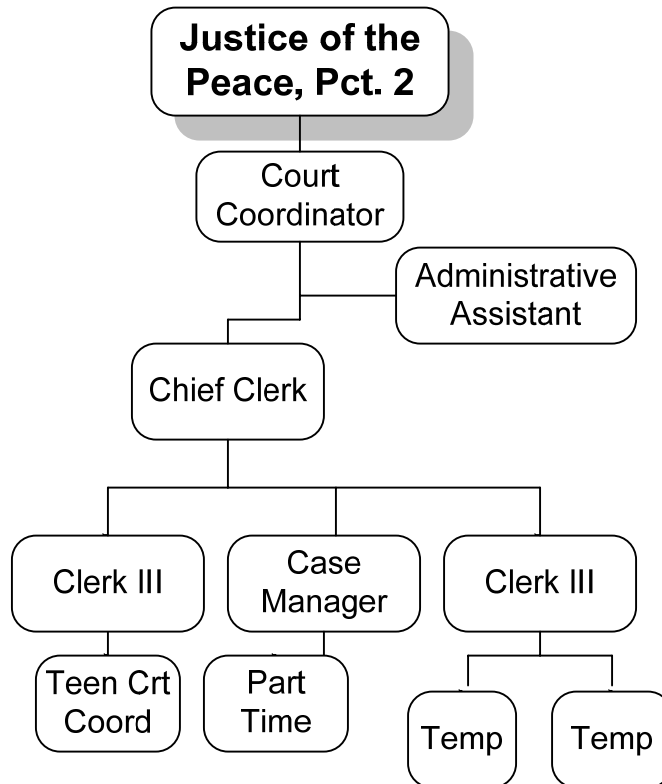 Justice of the
Peace, Pct. 2
Court
Coordinator
Administrative
Assistant
Chief Clerk
Clerk III
Case
Manager
Clerk III
Teen Crt
Coord
Part
Time
Temp
Temp